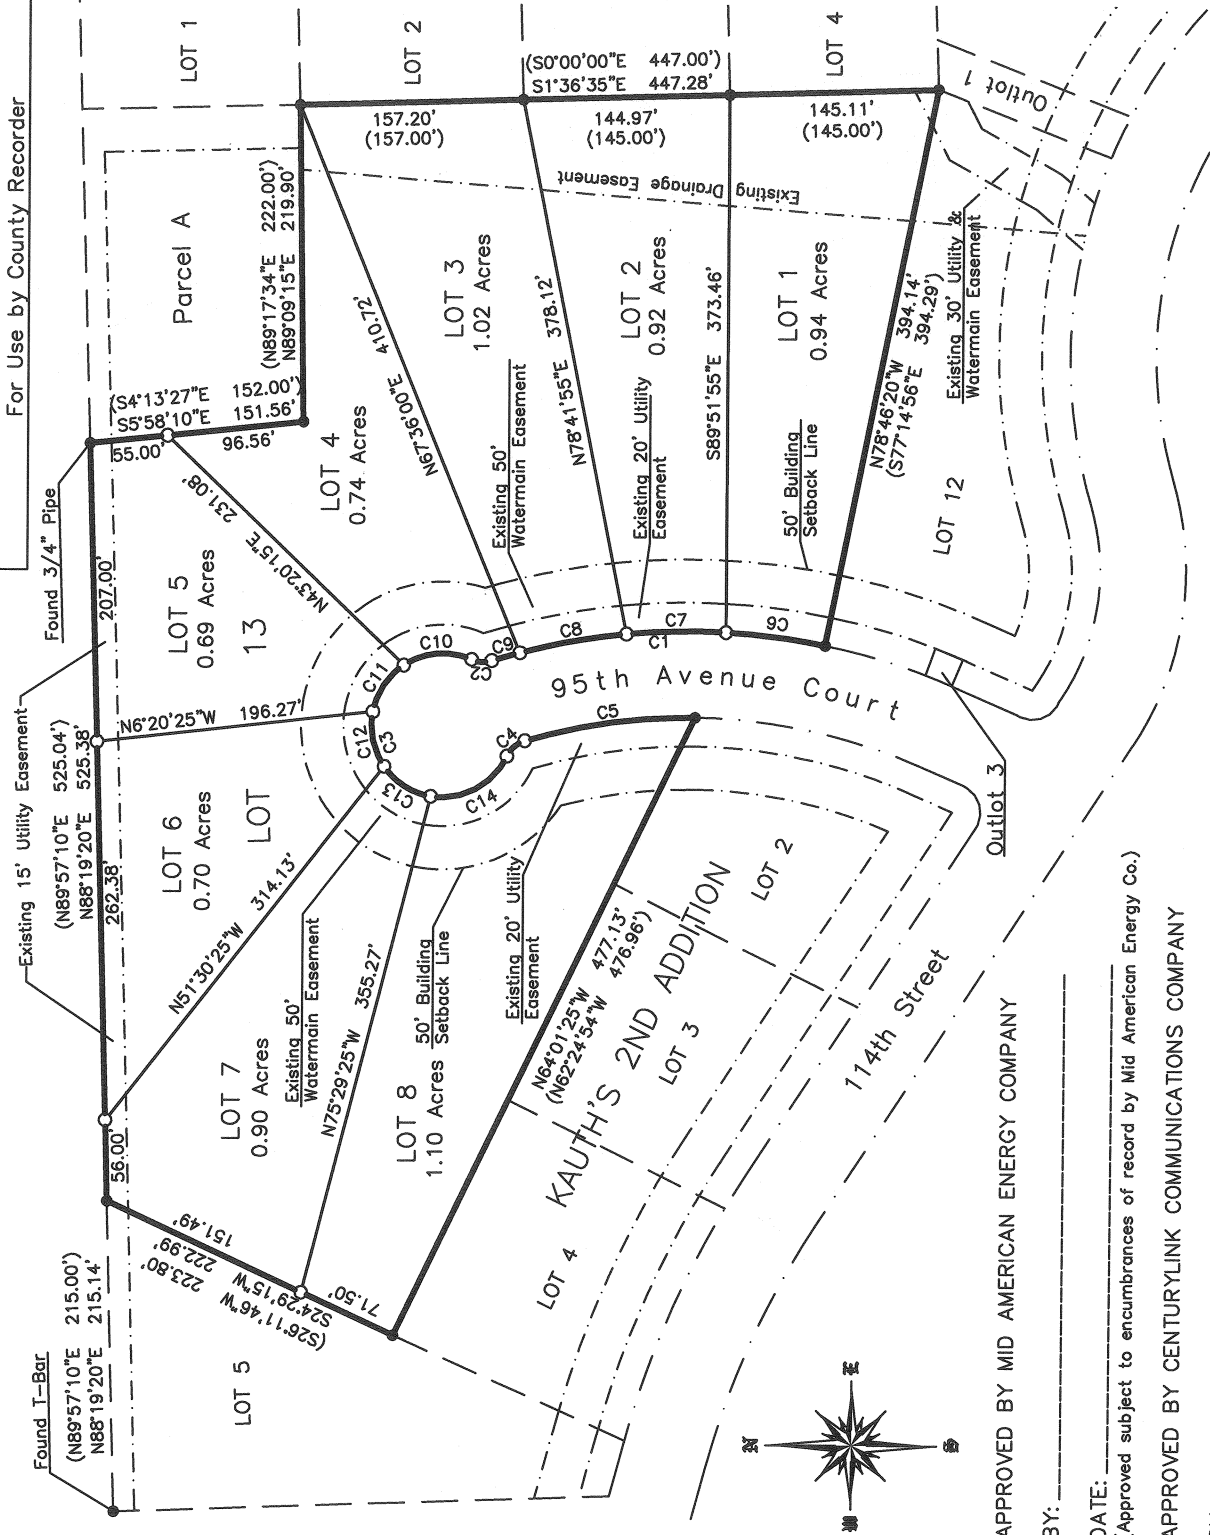 For Use by County Recorder
LOT 1
LOT 2
LOT 4
Outlot 1
(S0°00'00"E 447.00')
S1°36'35"E 447.28'
157.20'
(157.00')
144.97'
(145.00')
145.11'
(145.00')
Existing Drainage Easement
Parcel A
(N89°17'34"E 222.00')
N89°09'15"E 219.90'
(S4°13'27"E 152.00')
S5°58'10"E 151.56'
55.00'
96.56'
Found 3/4" Pipe
LOT 3
1.02 Acres
LOT 2
0.92 Acres
LOT 1
0.94 Acres
Existing 30' Utility &
Watermain Easement
N67°36'00"E 410.72'
N78°41'55"E 378.12'
S89°51'55"E 373.46'
N78°46'20"W 394.14'
(S77°14'56"E 394.29')
LOT 4
0.74 Acres
Existing 50'
Watermain Easement
Existing 20' Utility
Easement
50' Building
Setback Line
LOT 12
N43°20'15"E 231.08'
207.00'
LOT 5
0.69 Acres
13
LOT
N6°20'25"W 196.27'
C1
C2
C3
C4
C5
C6
C7
C8
C9
C10
C11
C12
C13
C14
95th Avenue Court
Outlot 3
Existing 15' Utility Easement
(N89°57'10"E 525.04')
N88°19'20"E 525.38'
262.38'
LOT 6
0.70 Acres
N51°30'25"W 314.13'
Existing 50'
Watermain Easement
50' Building
Setback Line
Existing 20' Utility
Easement
LOT 7
0.90 Acres
N75°29'25"W 355.27'
LOT 8
1.10 Acres
N64°01'25"W 477.13'
(N62°24'54"W 476.96')
KAUTH'S 2ND ADDITION
LOT 2
LOT 3
LOT 4
114th Street
56.00'
151.49'
222.99'
223.80'
S24°29'15"W
(S26°11'46"W
71.50'
LOT 5
Found T-Bar
(N89°57'10"E 215.00')
N88°19'20"E 215.14'
N
E
S
W
APPROVED BY MID AMERICAN ENERGY COMPANY
BY:
DATE:
(Approved subject to encumbrances of record by Mid American Energy Co.)
APPROVED BY CENTURYLINK COMMUNICATIONS COMPANY